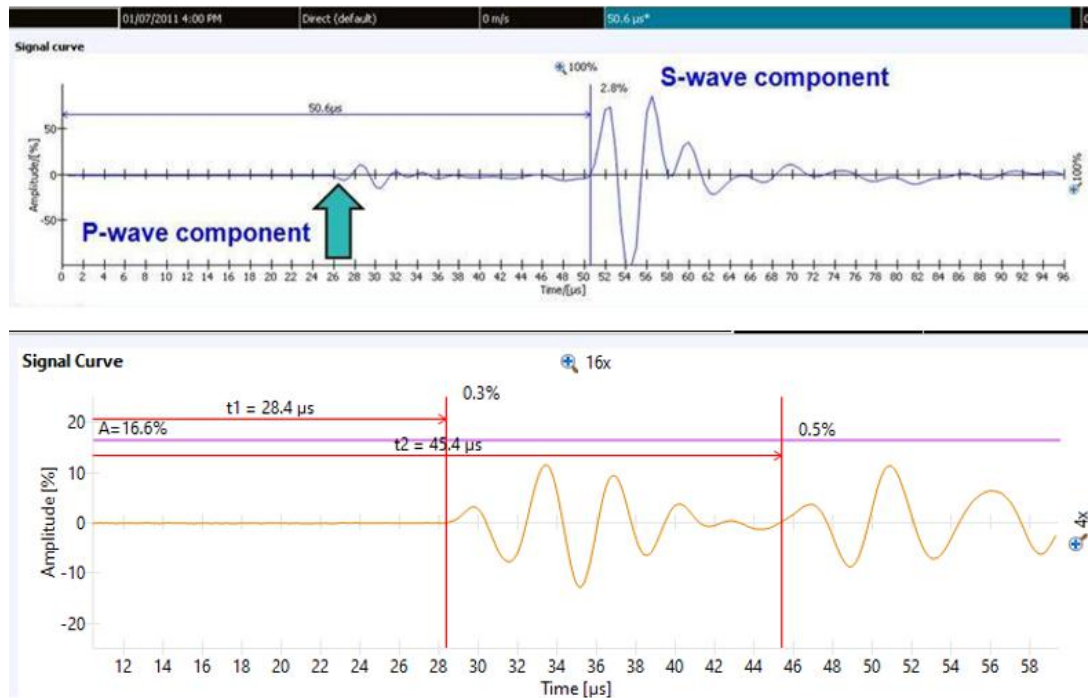 01/07/2011 4:00 PM Direct (default) 0 m/s 50.6 µs*
Signal curve
100%
S-wave component
2.8%
50.6µs
50
Amplitude/[%]
100%
-50
P-wave component
0 2 4 6 8 10 12 14 16 18 20 22 24 26 28 30 32 34 36 38 40 42 44 46 48 50 52 54 56 58 60 62 64 66 68 70 72 74 76 78 80 82 84 86 88 90 92 94 96
Time/[µs]
Signal Curve
16x
0.3%
t1 = 28.4 µs
20
A=16.6%
0.5%
t2 = 45.4 µs
10
Amplitude [%]
0
4x
-10
-20
12 14 16 18 20 22 24 26 28 30 32 34 36 38 40 42 44 46 48 50 52 54 56 58
Time [µs]